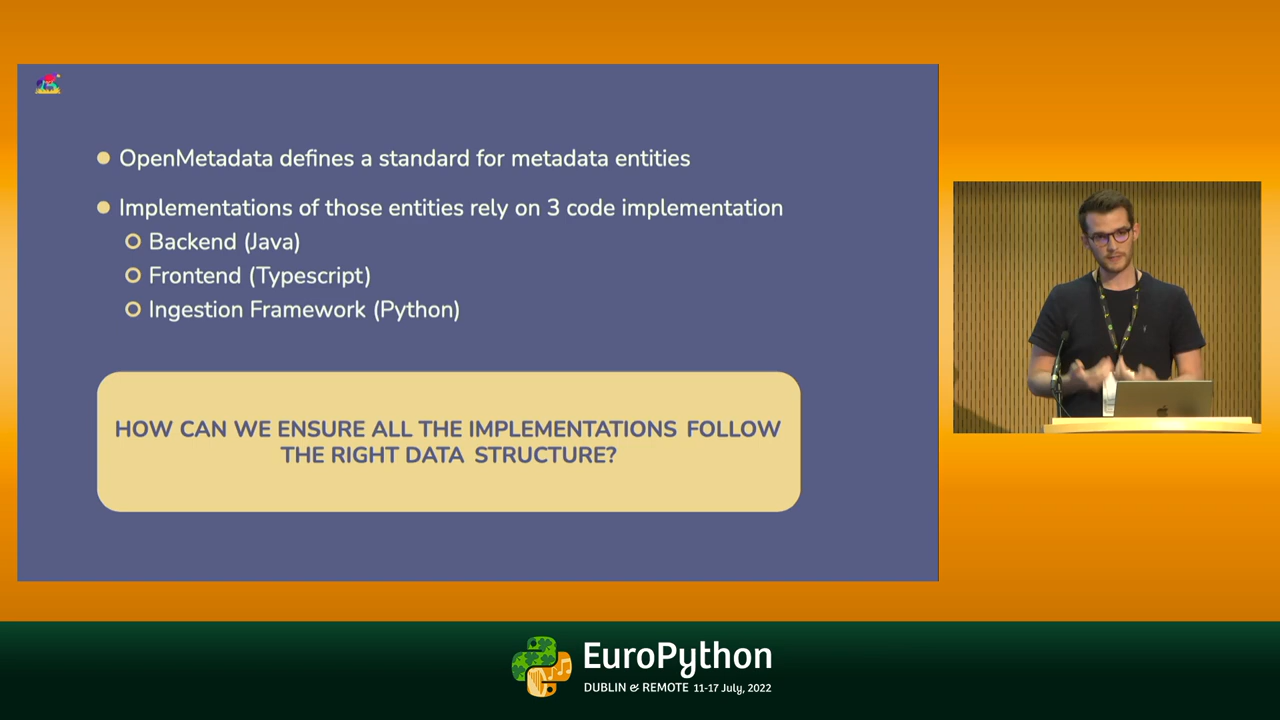 OpenMetadata defines a standard for metadata entities
Implementations of those entities rely on 3 code implementation
Backend (Java)
Frontend (Typescript)
Ingestion Framework (Python)
HOW CAN WE ENSURE ALL THE IMPLEMENTATIONS FOLLOW
THE RIGHT DATA STRUCTURE?
EuroPython
DUBLIN & REMOTE 11-17 July, 2022